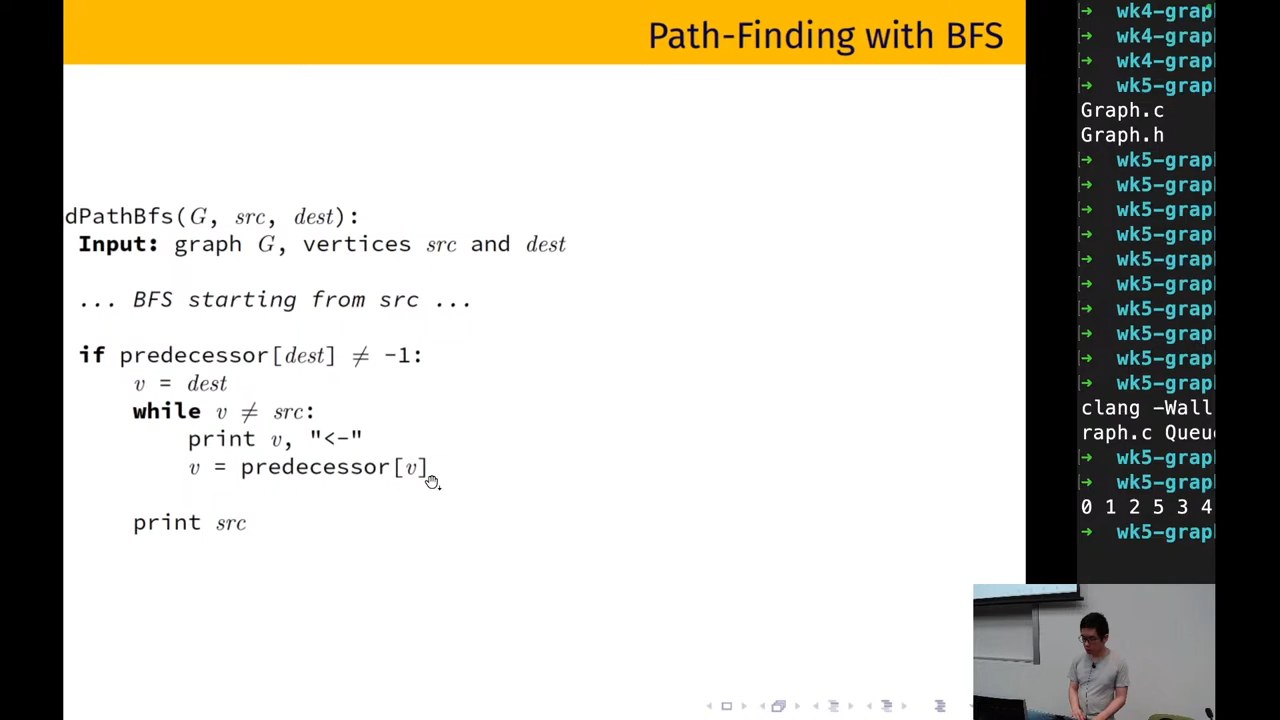 Path-Finding with BFS
dPathBfs(G, src, dest):
Input: graph G, vertices src and dest
... BFS starting from src ...
if predecessor[dest] ≠ -1:
v = dest
while v ≠ src:
print v, "<-"
v = predecessor[v]
print src
➜ wk4-grap
➜ wk4-grap
➜ wk4-grap
➜ wk5-grap
Graph.c
Graph.h
➜ wk5-grap
➜ wk5-grap
➜ wk5-grap
➜ wk5-grap
➜ wk5-grap
➜ wk5-grap
➜ wk5-grap
➜ wk5-grap
➜ wk5-grap
➜ wk5-grap
clang -Wall
raph.c Queu
➜ wk5-grap
➜ wk5-grap
0 1 2 5 3 4
➜ wk5-grap